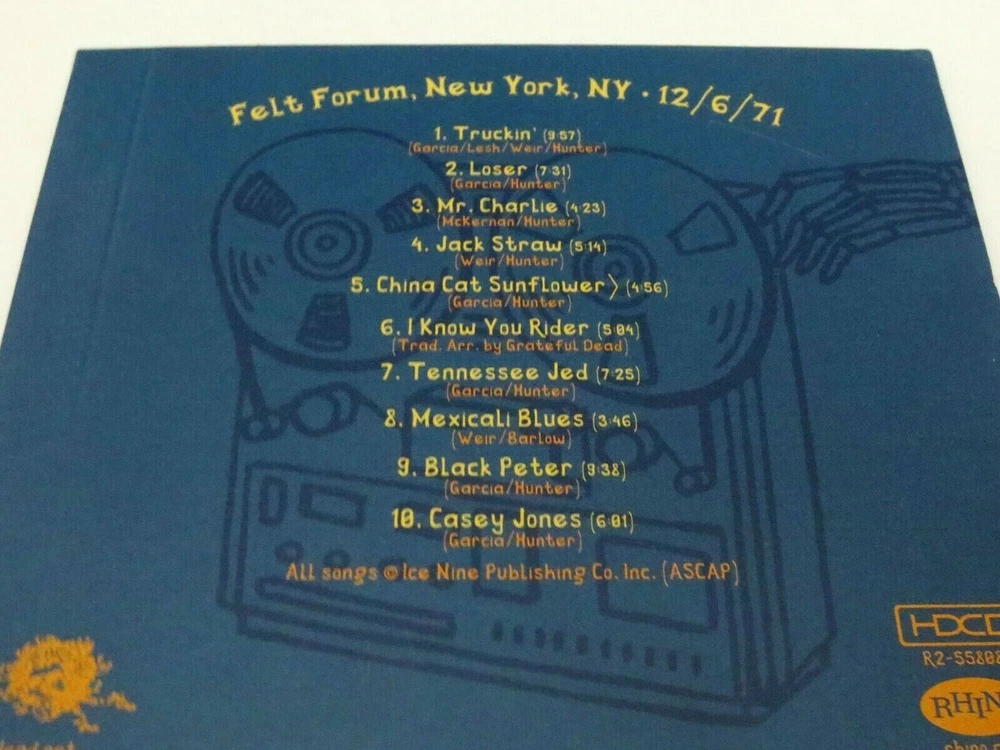 Felt Forum, New York, NY • 12/6/71
1. Truckin' (9:57)
(Garcia/Lesh/Weir/Hunter)
2. Loser (7:31)
(Garcia/Hunter)
3. Mr. Charlie (4:23)
(McKernan/Hunter)
4. Jack Straw (5:14)
(Weir/Hunter)
5. China Cat Sunflower > (4:56)
(Garcia/Hunter)
6. I Know You Rider (5:04)
(Trad. Arr. by Grateful Dead)
7. Tennessee Jed (7:25)
(Garcia/Hunter)
8. Mexicali Blues (3:46)
(Weir/Barlow)
9. Black Peter (9:38)
(Garcia/Hunter)
10. Casey Jones (6:01)
(Garcia/Hunter)
All songs © Ice Nine Publishing Co. Inc. (ASCAP)
HDCD
R2-55808
RHIN